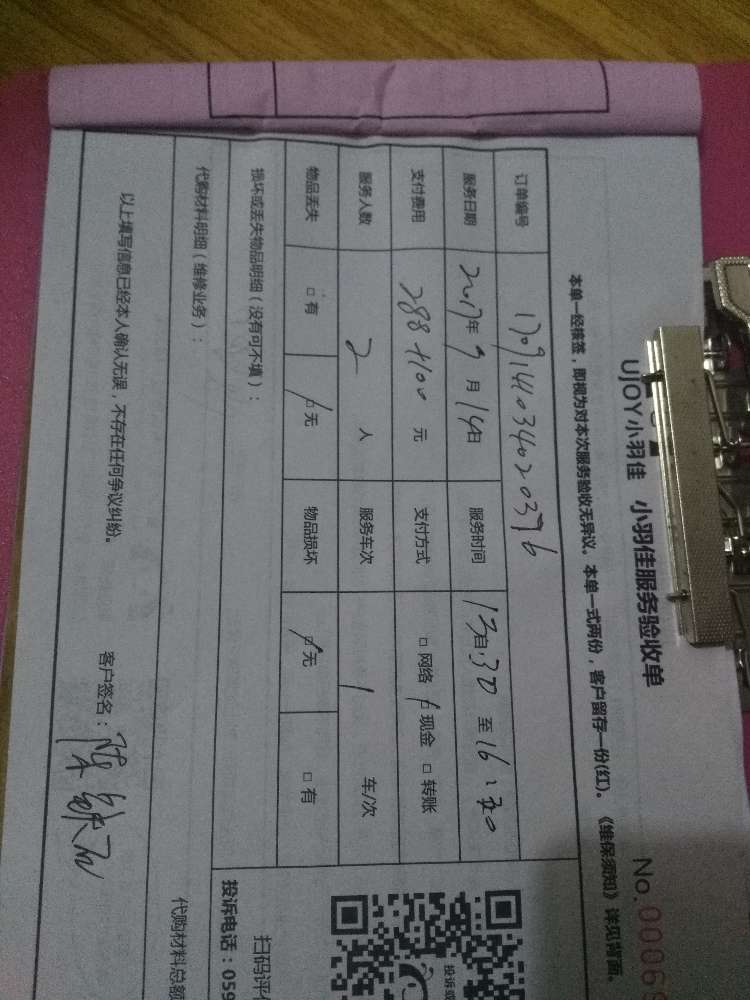 UJOY小羽佳 小羽佳服务验收单
No.0006
本单一经核签，即视为对本次服务验收无异议。本单一式两份，客户留存一份(红)。《维保须知》详见背面。
订单编号 170914034020376
服务日期 2017年9月14日 服务时间 13自:30 至 16:30
支付费用 288+100 元 支付方式 □网络 □现金 □转账
服务人数 2 人 服务车次 1 车/次
物品丢失 □有 □无 物品损坏 □无 □有
损坏或丢失物品明细（没有可不填）：
代购材料明细（维修业务）：
代购材料总额
以上填写信息已经本人确认无误，不存在任何争议纠纷。 客户签名：
扫码评价
投诉电话：059